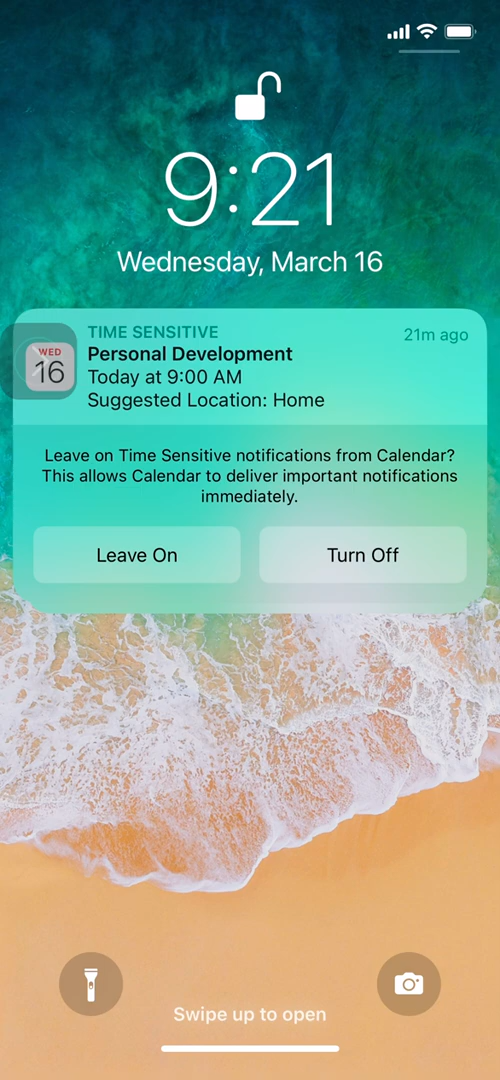 9:21
Wednesday, March 16
TIME SENSITIVE
21m ago
WED
16
Personal Development
Today at 9:00 AM
Suggested Location: Home
Leave on Time Sensitive notifications from Calendar?
This allows Calendar to deliver important notifications
immediately.
Leave On
Turn Off
Swipe up to open